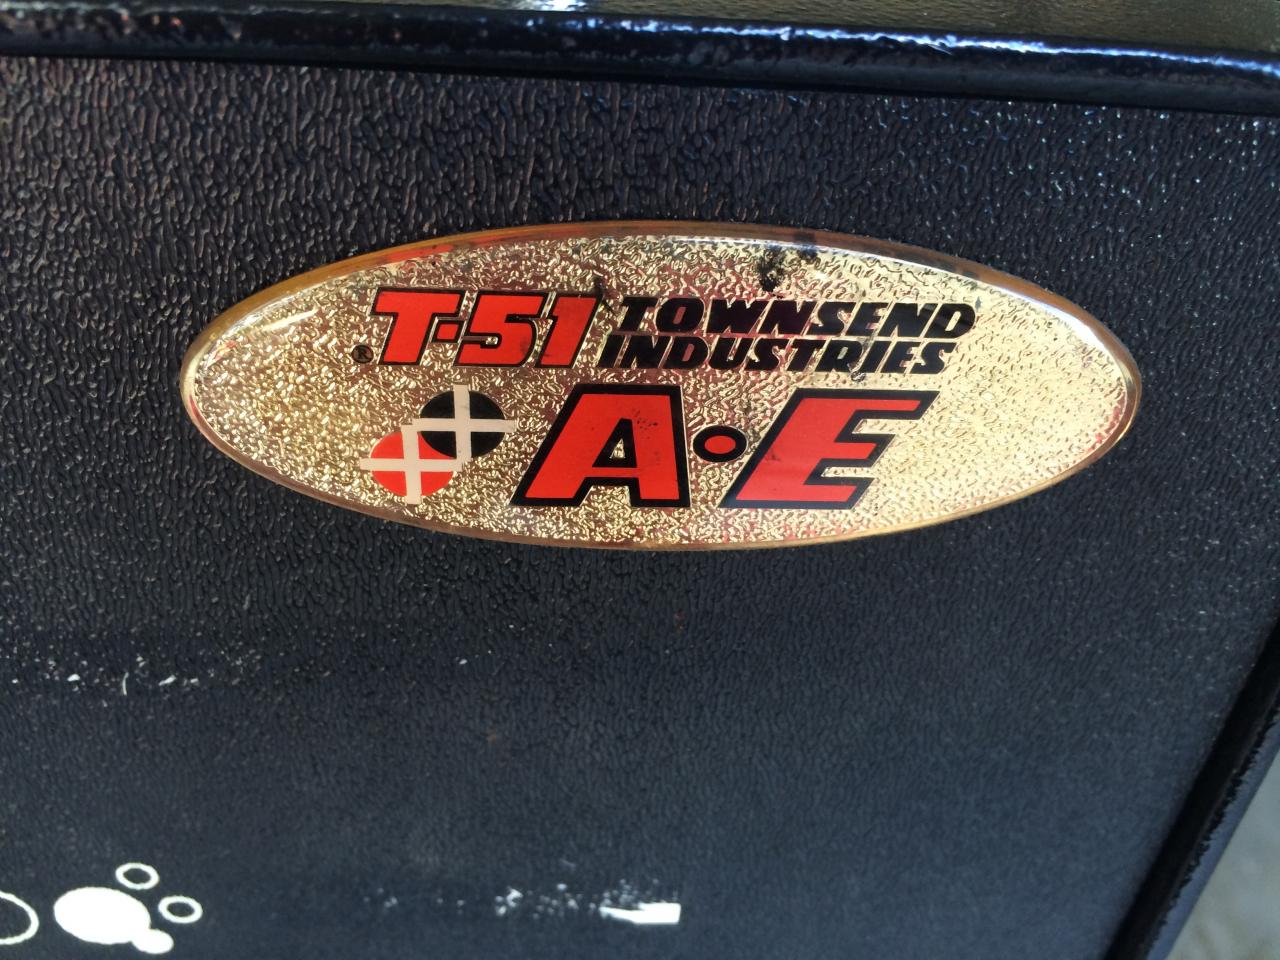 T-51 TOWNSEND
INDUSTRIES
®
A•E